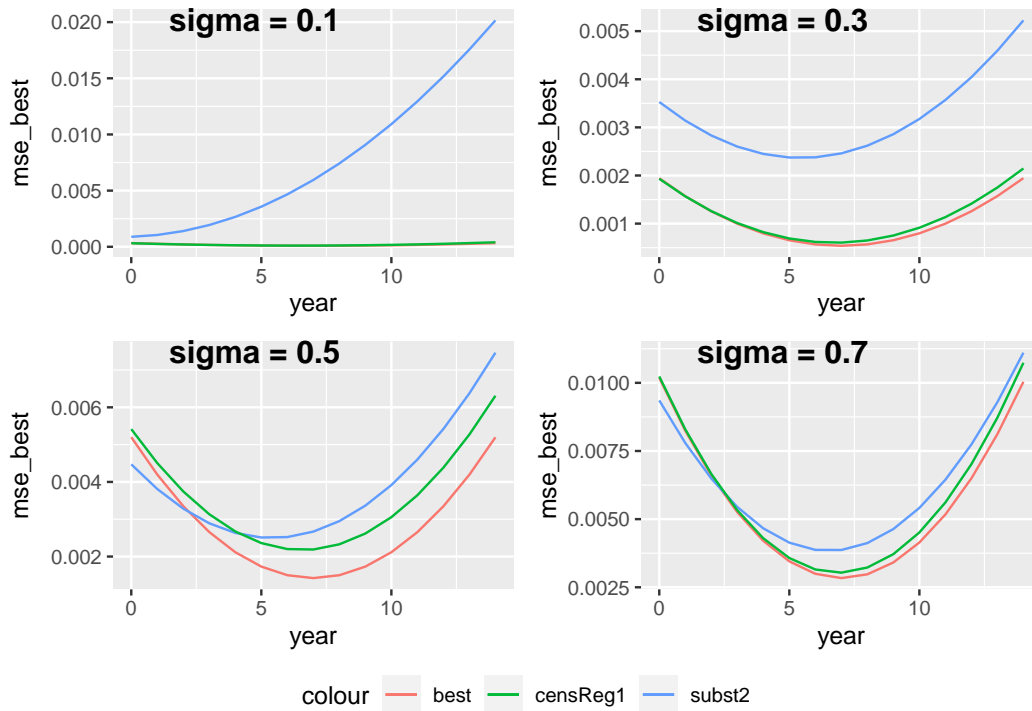 sigma = 0.1
mse_best
0.020
0.015
0.010
0.005
0.000
0
5
10
year
sigma = 0.3
mse_best
0.005
0.004
0.003
0.002
0.001
0
5
10
year
sigma = 0.5
mse_best
0.006
0.004
0.002
0
5
10
year
sigma = 0.7
mse_best
0.0100
0.0075
0.0050
0.0025
0
5
10
year
colour best censReg1 subst2